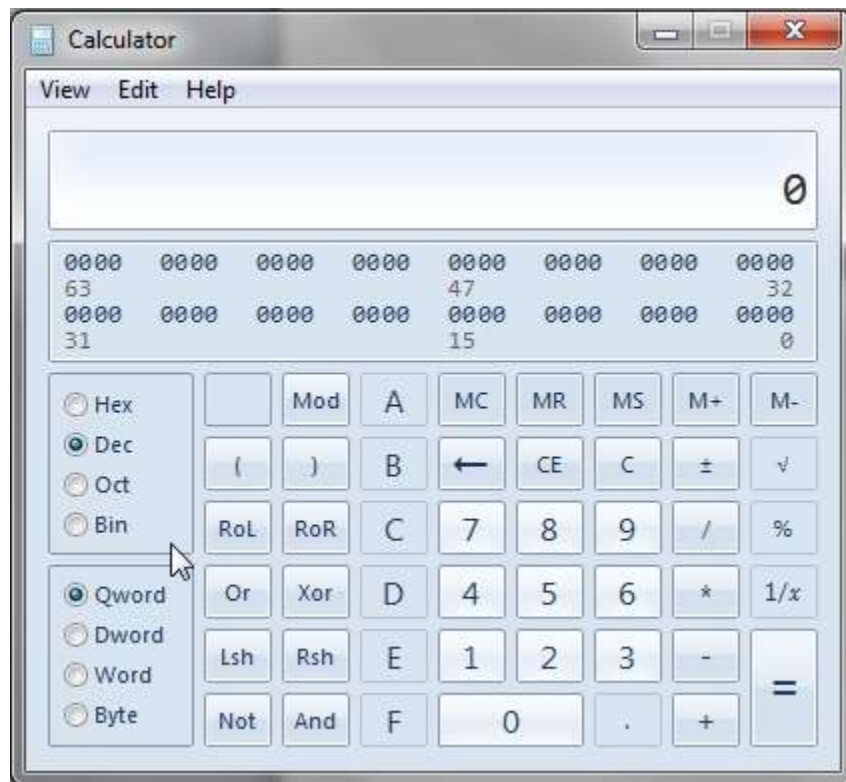 Calculator
View Edit Help
0
0000 0000 0000 0000 0000 0000 0000 0000
63 47 32
0000 0000 0000 0000 0000 0000 0000 0000
31 15 0
Hex Mod A MC MR MS M+ M-
Dec
Oct ( ) B ← CE C ± √
Bin RoL RoR C 7 8 9 / %
Qword Or Xor D 4 5 6 * 1/x
Dword
Word Lsh Rsh E 1 2 3 - =
Byte Not And F 0 . +